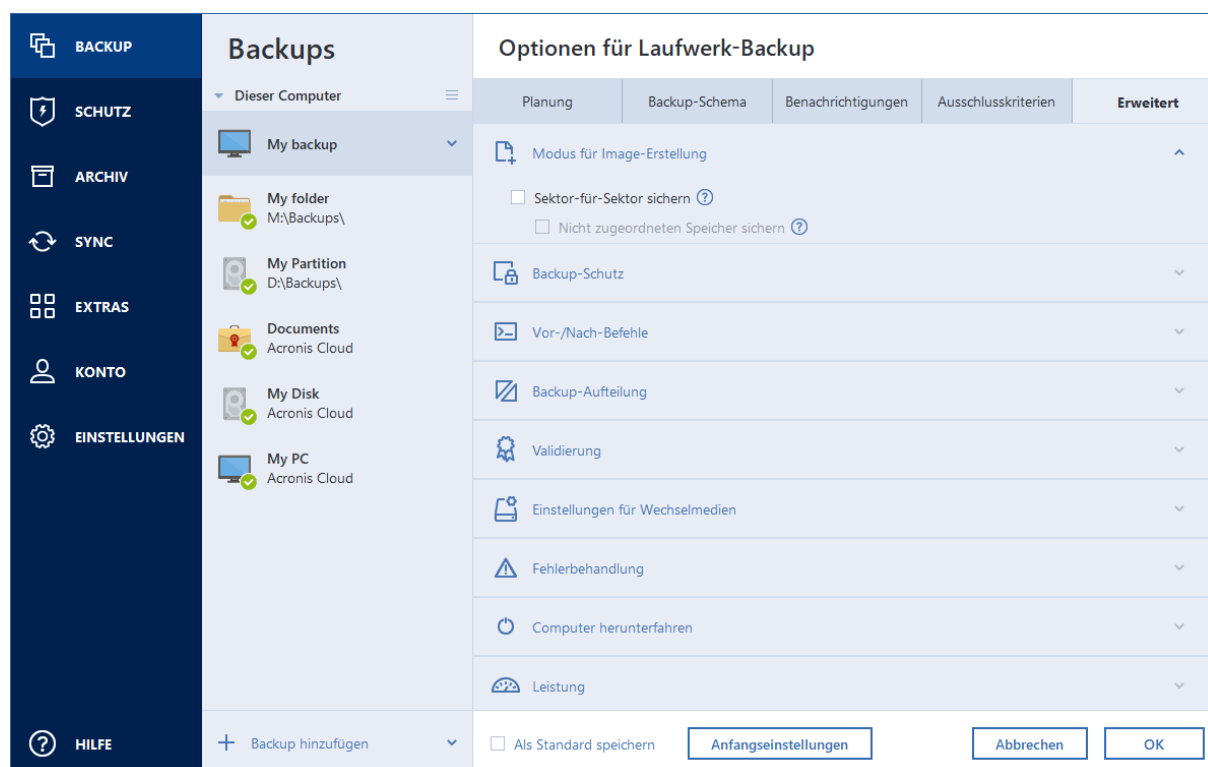 BACKUP
SCHUTZ
ARCHIV
SYNC
EXTRAS
KONTO
EINSTELLUNGEN
HILFE
Backups
Dieser Computer
My backup
My folder
M:\Backups\
My Partition
D:\Backups\
Documents
Acronis Cloud
My Disk
Acronis Cloud
My PC
Acronis Cloud
Backup hinzufügen
Optionen für Laufwerk-Backup
Planung
Backup-Schema
Benachrichtigungen
Ausschlusskriterien
Erweitert
Modus für Image-Erstellung
Sektor-für-Sektor sichern ?
Nicht zugeordneten Speicher sichern ?
Backup-Schutz
Vor-/Nach-Befehle
Backup-Aufteilung
Validierung
Einstellungen für Wechselmedien
Fehlerbehandlung
Computer herunterfahren
Leistung
Als Standard speichern
Anfangseinstellungen
Abbrechen
OK